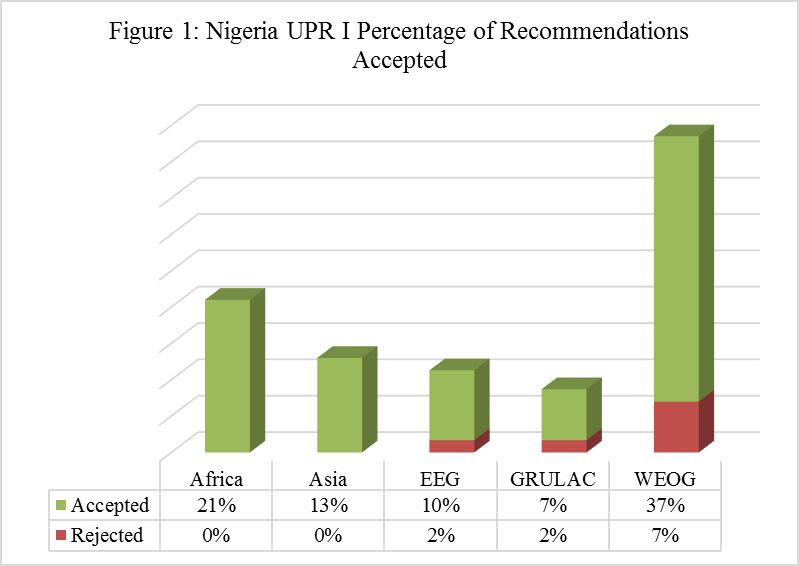 Figure 1: Nigeria UPR I Percentage of Recommendations
Accepted
Africa Asia EEG GRULAC WEOG
Accepted 21% 13% 10% 7% 37%
Rejected 0% 0% 2% 2% 7%